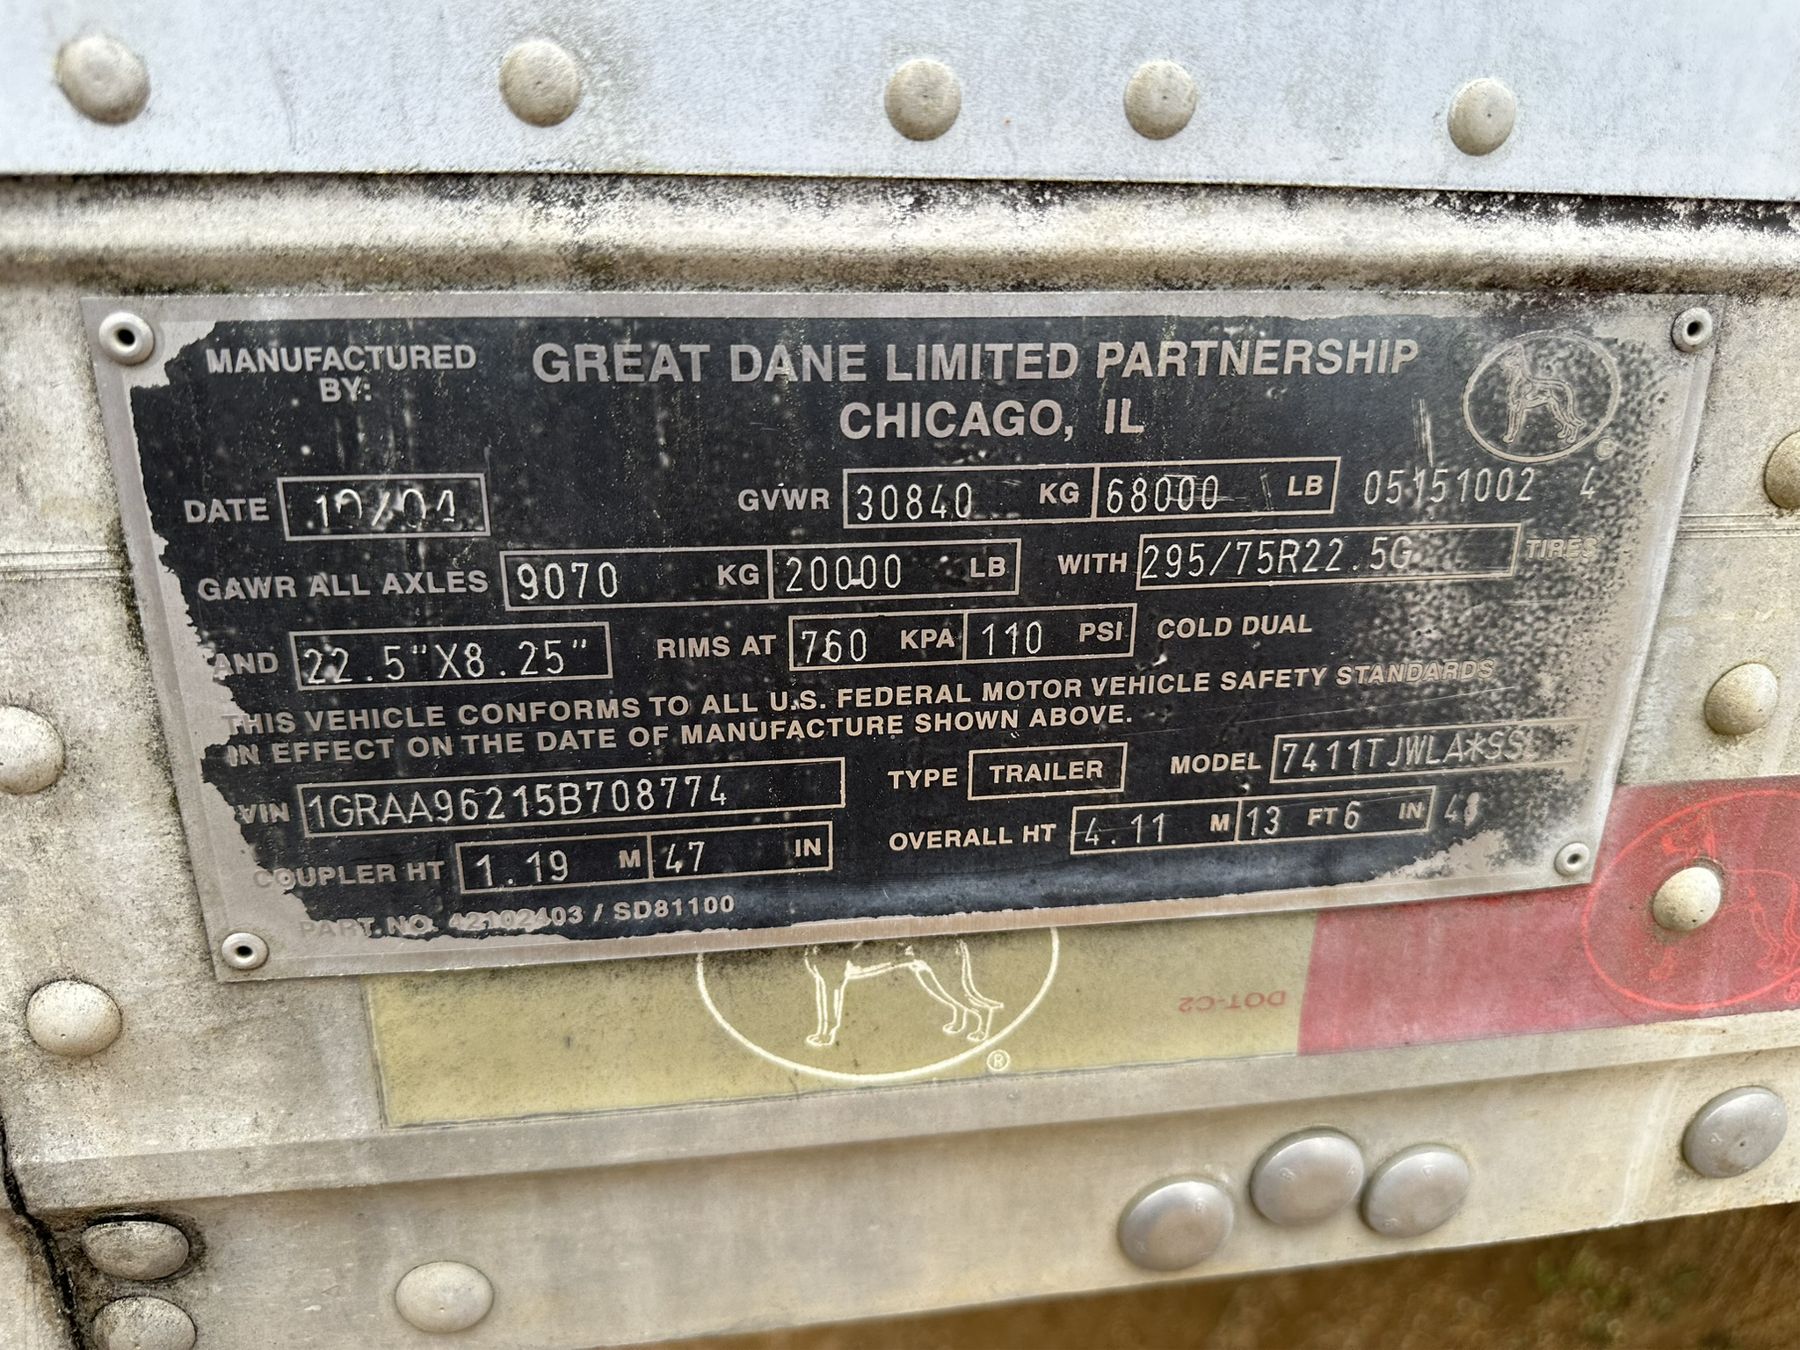 MANUFACTURED BY: GREAT DANE LIMITED PARTNERSHIP
CHICAGO, IL
DATE 10/04 GVWR 30840 KG 68000 LB 05151002 4
GAWR ALL AXLES 9070 KG 20000 LB WITH 295/75R22.5G TIRES
AND 22.5"X8.25" RIMS AT 760 KPA 110 PSI COLD DUAL
THIS VEHICLE CONFORMS TO ALL U.S. FEDERAL MOTOR VEHICLE SAFETY STANDARDS
IN EFFECT ON THE DATE OF MANUFACTURE SHOWN ABOVE.
VIN 1GRAA96215B708774 TYPE TRAILER MODEL 7411TJWLA*SSL
COUPLER HT 1.19 M 47 IN OVERALL HT 4.11 M 13 FT 6 IN
PART. NO. 42102403 / SD81100
®
DOT-C2